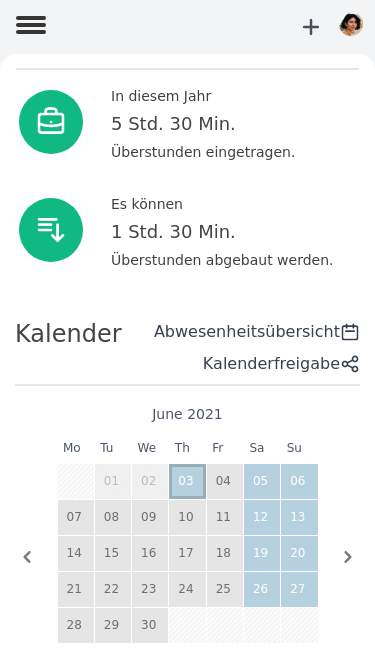 In diesem Jahr
5 Std. 30 Min.
Überstunden eingetragen.
Es können
1 Std. 30 Min.
Überstunden abgebaut werden.
Kalender
Abwesenheitsübersicht
Kalenderfreigabe
June 2021
Mo Tu We Th Fr Sa Su
01 02 03 04 05 06
07 08 09 10 11 12 13
14 15 16 17 18 19 20
21 22 23 24 25 26 27
28 29 30